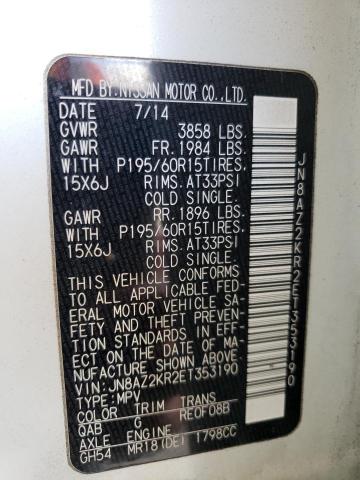 MFD BY:NISSAN MOTOR CO.,LTD.
DATE 7/14
GVWR 3858 LBS.
GAWR FR. 1984 LBS.
WITH P195/60R15TIRES,
15X6J RIMS.AT33PSI
COLD SINGLE.
GAWR RR. 1896 LBS.
WITH P195/60R15TIRES,
15X6J RIMS.AT33PSI
COLD SINGLE.
THIS VEHICLE CONFORMS
TO ALL APPLICABLE FED-
ERAL MOTOR VEHICLE SA-
FETY AND THEFT PREVEN-
TION STANDARDS IN EFF-
ECT ON THE DATE OF MA-
NUFACTURE SHOWN ABOVE.
VIN:JN8AZ2KR2ET353190
TYPE:MPV
COLOR TRIM TRANS
QAB G RE0F08B
AXLE ENGINE
GH54 MR18(DE) 1798CC
JN8AZ2KR2ET353190